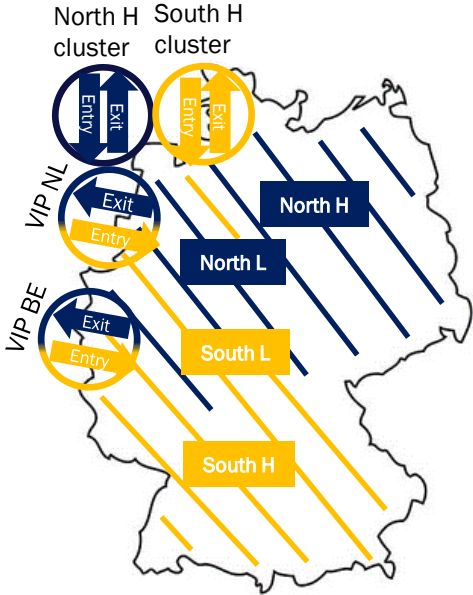 North H
cluster
South H
cluster
Entry
Exit
Entry
Exit
VIP NL
Exit
Entry
North H
North L
VIP BE
Exit
Entry
South L
South H